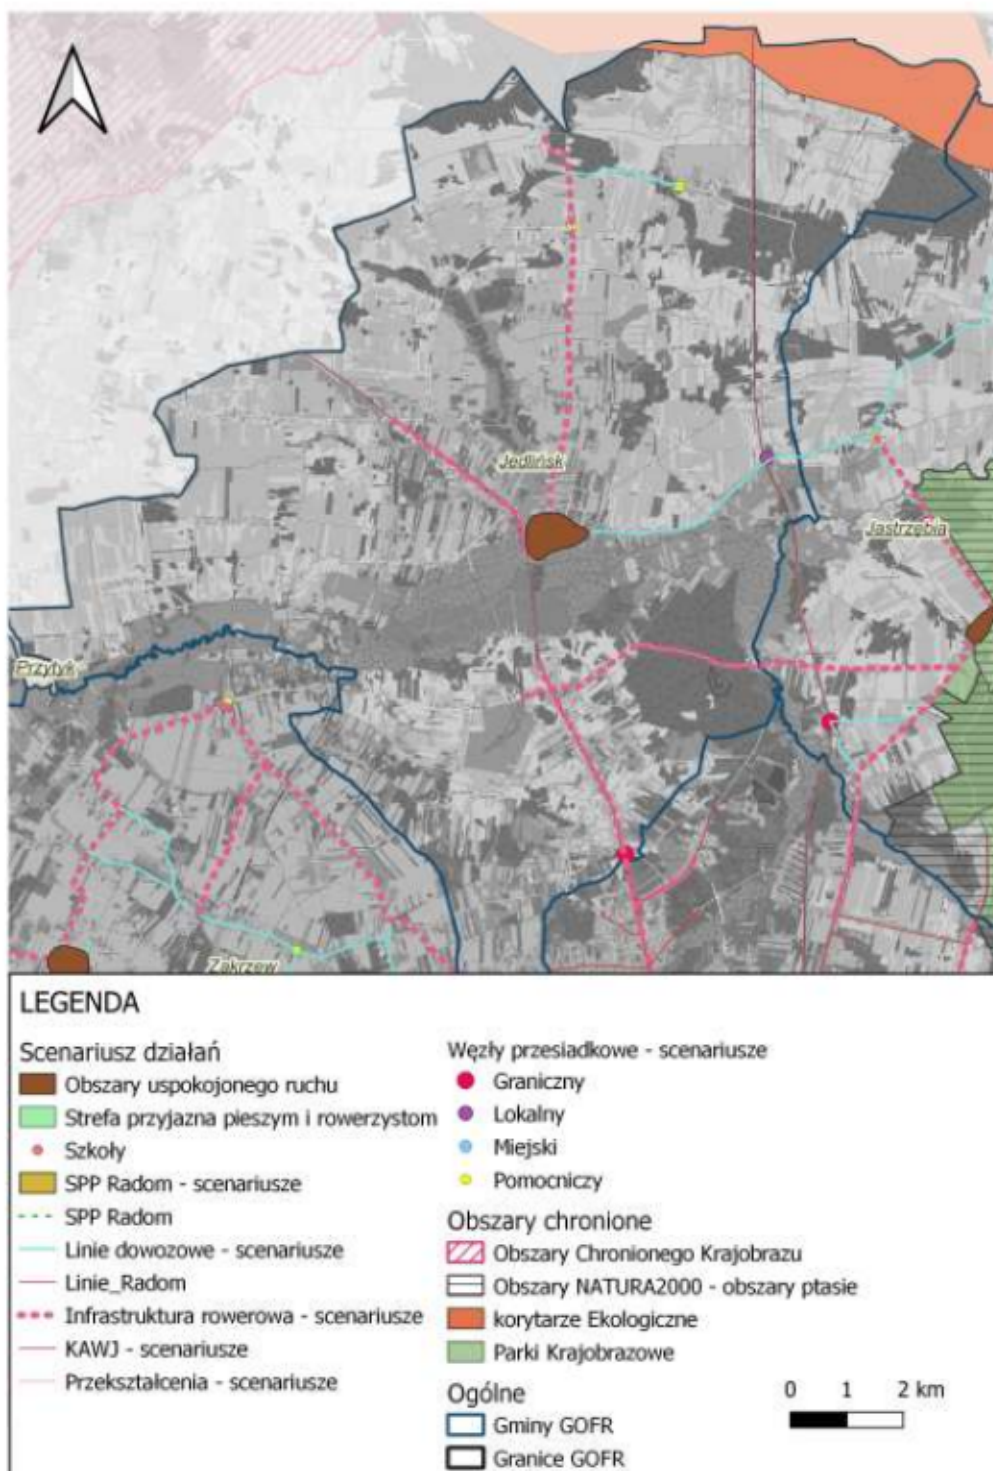 Jedlińsk
Jastrzębia
Przytyk
Zakrzew
LEGENDA
Scenariusz działań
Obszary uspokojonego ruchu
Strefa przyjazna pieszym i rowerzystom
Szkoły
SPP Radom - scenariusze
SPP Radom
Linie dowozowe - scenariusze
Linie_Radom
Infrastruktura rowerowa - scenariusze
KAWJ - scenariusze
Przekształcenia - scenariusze
Węzły przesiadkowe - scenariusze
Graniczny
Lokalny
Miejski
Pomocniczy
Obszary chronione
Obszary Chronionego Krajobrazu
Obszary NATURA2000 - obszary ptasie
korytarze Ekologiczne
Parki Krajobrazowe
Ogólne
Gminy GOFR
Granice GOFR
0 1 2 km